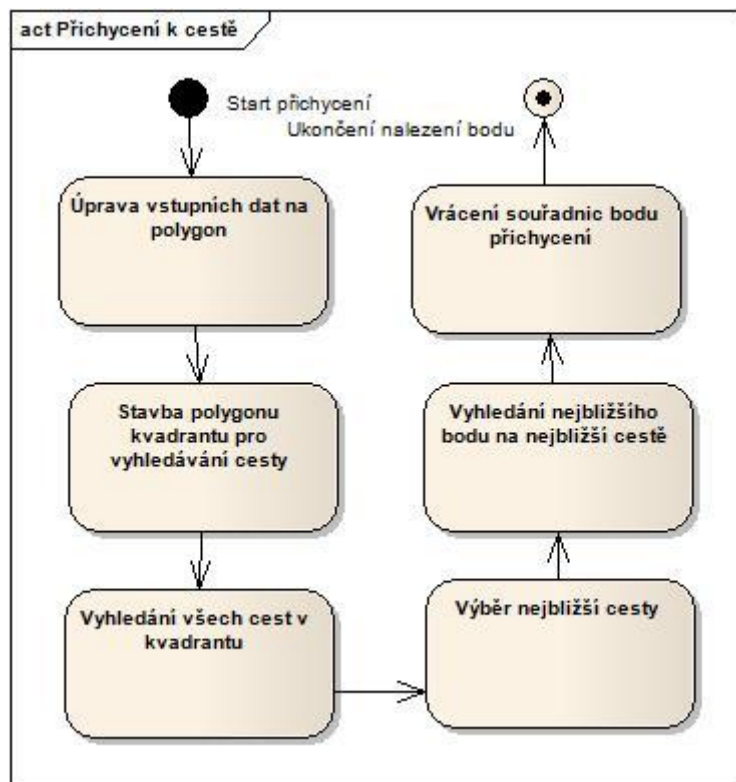 act Přichycení k cestě
Start přichycení
Ukončení nalezení bodu
Úprava vstupních dat na
polygon
Stavba polygonu
kvadrantu pro
vyhledávání cesty
Vyhledání všech cest v
kvadrantu
Výběr nejbližší cesty
Vyhledání nejbližšího
bodu na nejbližší cestě
Vrácení souřadnic bodu
přichycení